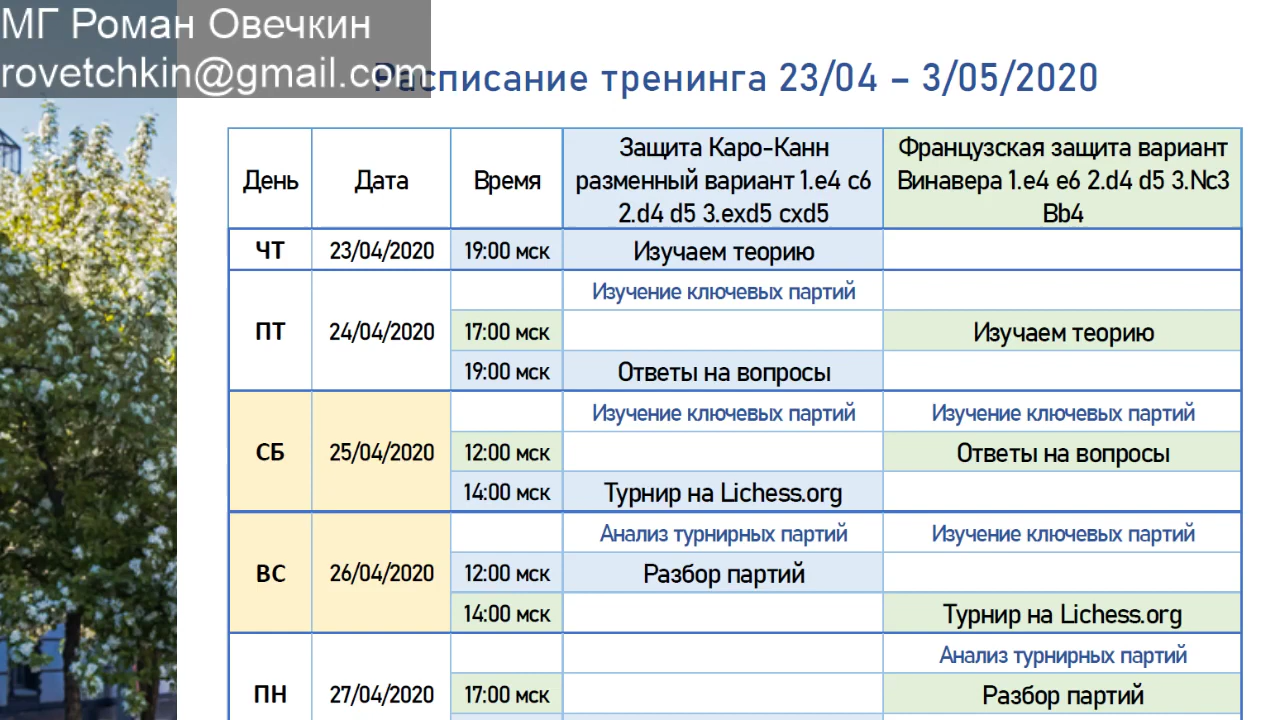 МГ Роман Овечкин
rovetchkin@gmail.com
Расписание тренинга 23/04 – 3/05/2020
День
Дата
Время
Защита Каро-Канн
разменный вариант 1.e4 c6
2.d4 d5 3.exd5 cxd5
Французская защита вариант
Винавера 1.e4 e6 2.d4 d5 3.Nc3
Bb4
ЧТ 23/04/2020 19:00 мск Изучаем теорию
Изучение ключевых партий
ПТ 24/04/2020 17:00 мск Изучаем теорию
19:00 мск Ответы на вопросы
Изучение ключевых партий Изучение ключевых партий
СБ 25/04/2020 12:00 мск Ответы на вопросы
14:00 мск Турнир на Lichess.org
Анализ турнирных партий Изучение ключевых партий
ВС 26/04/2020 12:00 мск Разбор партий
14:00 мск Турнир на Lichess.org
Анализ турнирных партий
ПН 27/04/2020 17:00 мск Разбор партий